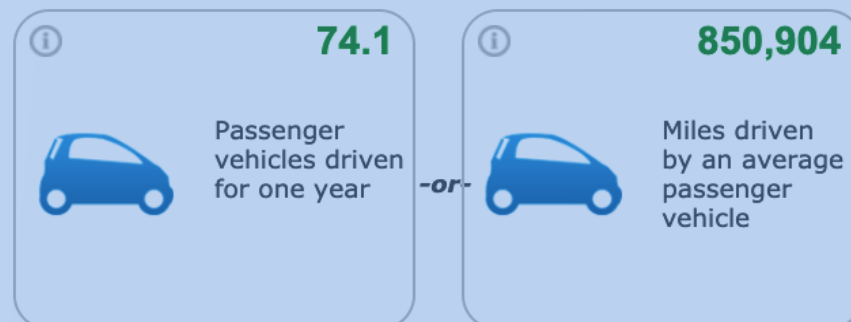 74.1
Passenger
vehicles driven
for one year
-or-
850,904
Miles driven
by an average
passenger
vehicle